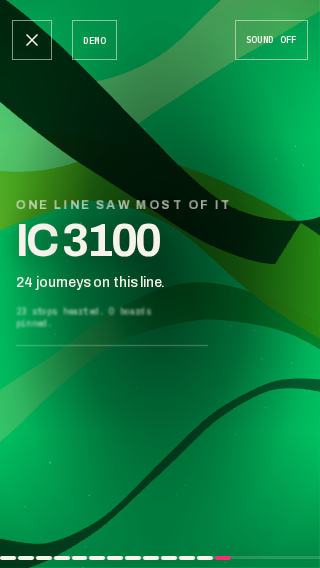 DEMO
SOUND OFF
ONE LINE SAW MOST OF IT
IC 3100
24 journeys on this line.
23 stops hearted. 0 boards
pinned.